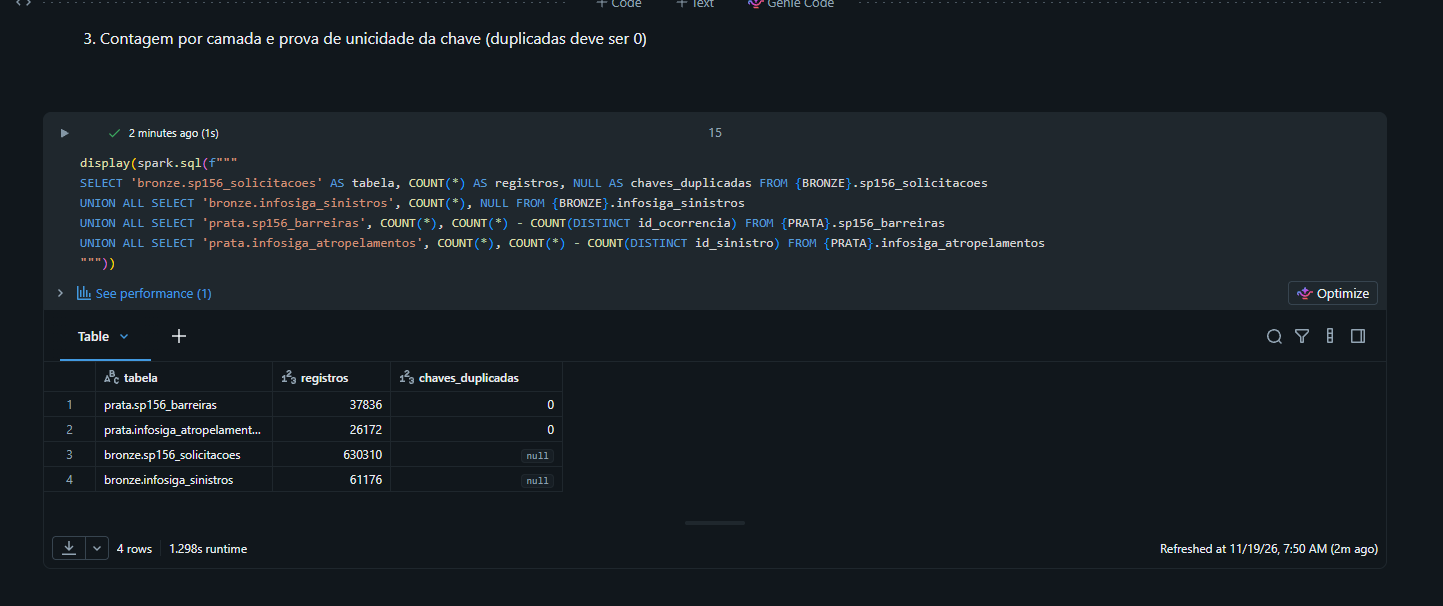 + Code + Text Genie Code
3. Contagem por camada e prova de unicidade da chave (duplicadas deve ser 0)
2 minutes ago (1s) 15
display(spark.sql(f"""
SELECT 'bronze.sp156_solicitacoes' AS tabela, COUNT(*) AS registros, NULL AS chaves_duplicadas FROM {BRONZE}.sp156_solicitacoes
UNION ALL SELECT 'bronze.infosiga_sinistros', COUNT(*), NULL FROM {BRONZE}.infosiga_sinistros
UNION ALL SELECT 'prata.sp156_barreiras', COUNT(*), COUNT(*) - COUNT(DISTINCT id_ocorrencia) FROM {PRATA}.sp156_barreiras
UNION ALL SELECT 'prata.infosiga_atropelamentos', COUNT(*), COUNT(*) - COUNT(DISTINCT id_sinistro) FROM {PRATA}.infosiga_atropelamentos
"""))
See performance (1) Optimize
Table +
ABC tabela 123 registros 123 chaves_duplicadas
1 prata.sp156_barreiras 37836 0
2 prata.infosiga_atropelament... 26172 0
3 bronze.sp156_solicitacoes 630310 null
4 bronze.infosiga_sinistros 61176 null
4 rows 1.298s runtime Refreshed at 11/19/26, 7:50 AM (2m ago)